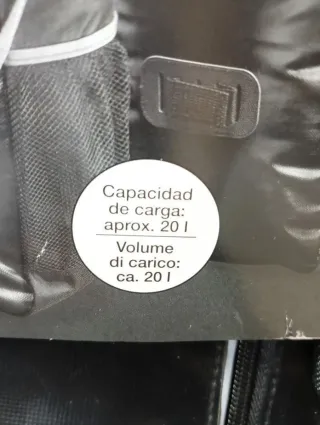 Capacidad
de carga:
aprox. 20 l
Volume
di carico:
ca. 20 l